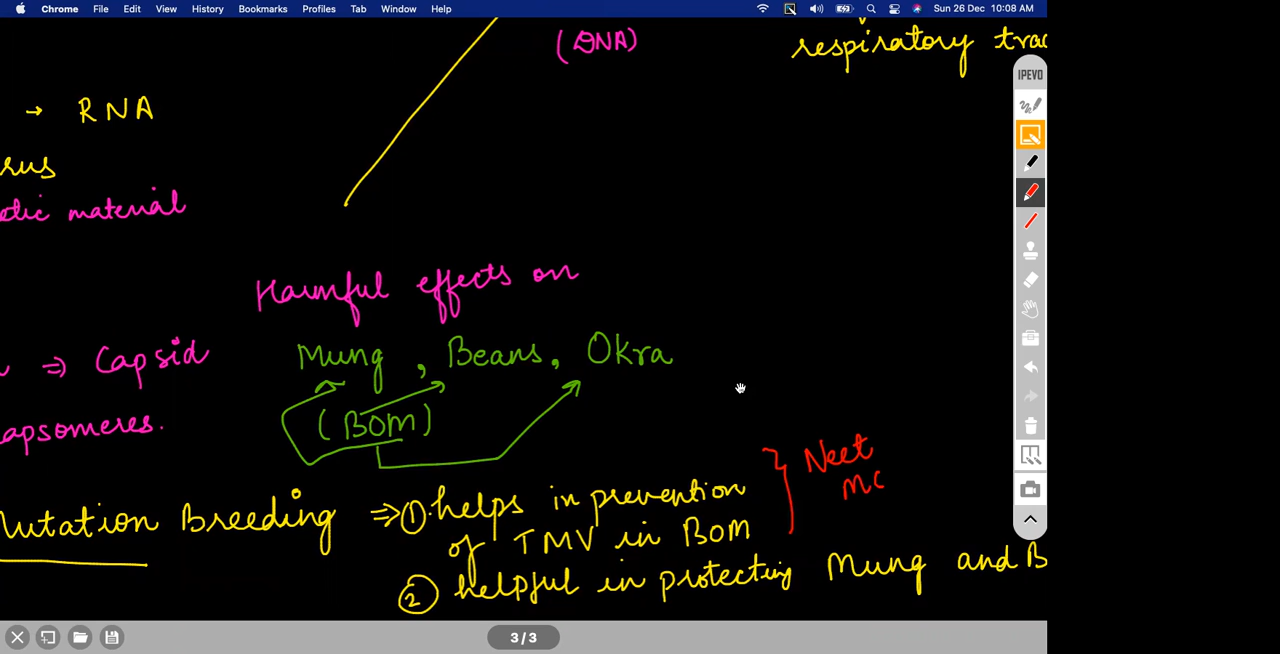 Chrome File Edit View History Bookmarks Profiles Tab Window Help Sun 26 Dec 10:08 AM
(DNA)
respiratory trac
IPEVO
→ RNA
rus
etic material
Harmful effects on
⇒ Capsid
Mung, Beans, Okra
apsomeres.
(BOM)
Neet
MC
Mutation Breeding ⇒ ① helps in prevention
of TMV in BOM
② helpful in protecting Mung and B
3/3